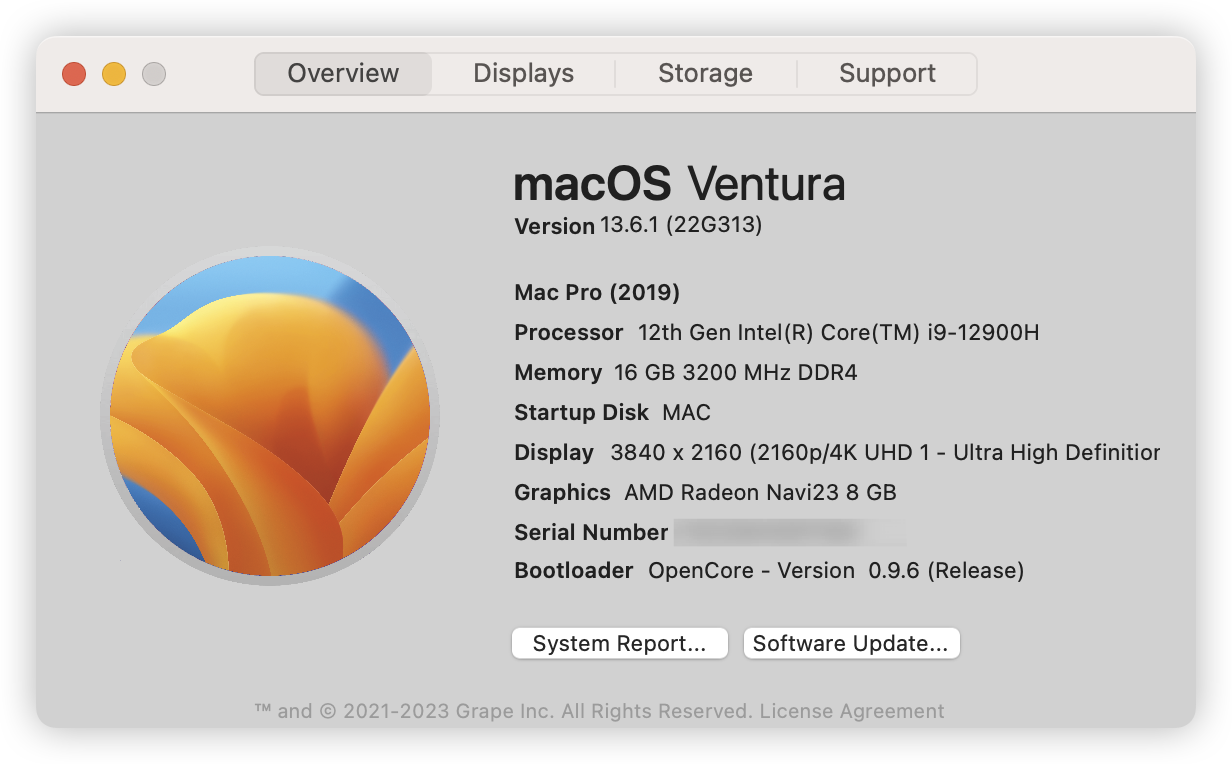 Overview Displays Storage Support
macOS Ventura
Version 13.6.1 (22G313)
Mac Pro (2019)
Processor 12th Gen Intel(R) Core(TM) i9-12900H
Memory 16 GB 3200 MHz DDR4
Startup Disk MAC
Display 3840 x 2160 (2160p/4K UHD 1 - Ultra High Definition
Graphics AMD Radeon Navi23 8 GB
Serial Number
Bootloader OpenCore - Version 0.9.6 (Release)
System Report... Software Update...
™ and © 2021-2023 Grape Inc. All Rights Reserved. License Agreement